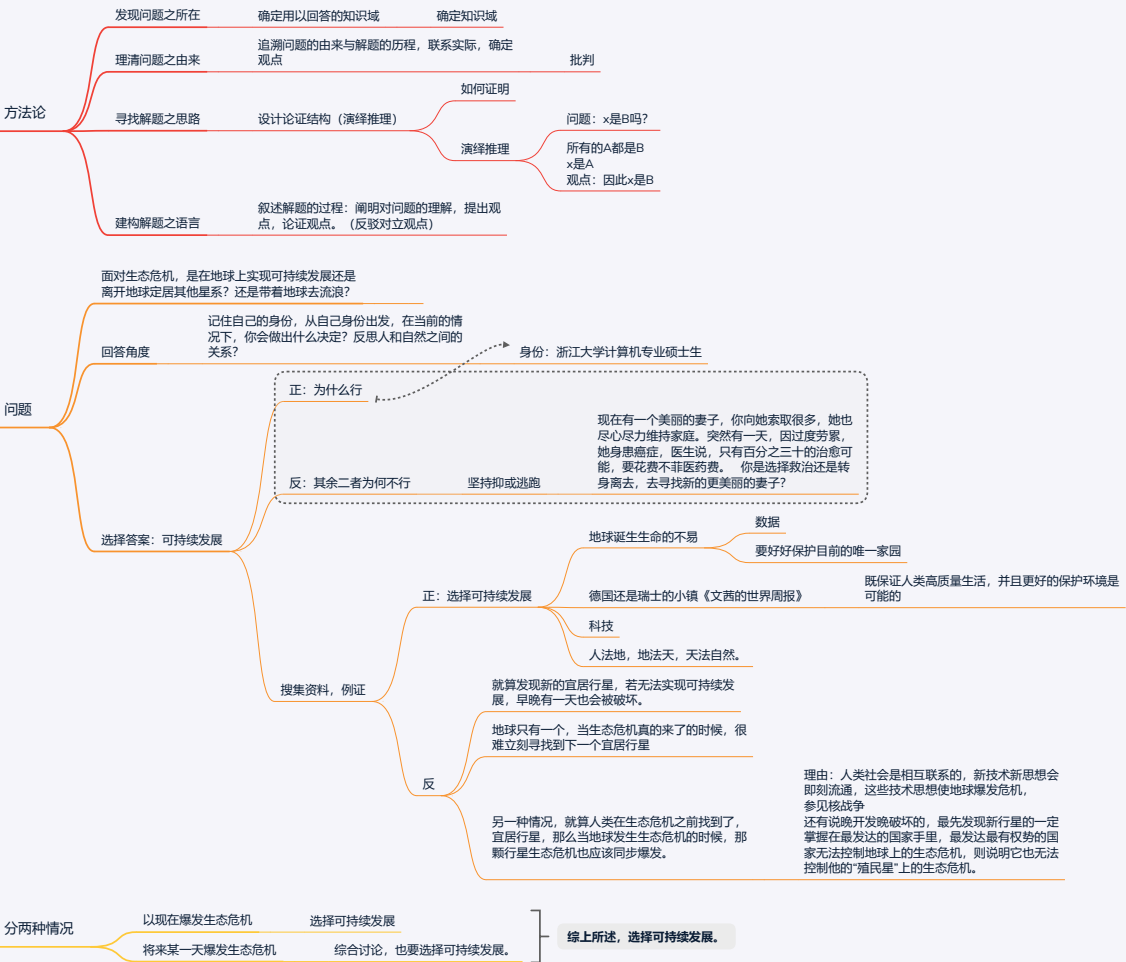 方法论
发现问题之所在
确定用以回答的知识域
确定知识域
理清问题之由来
追溯问题的由来与解题的历程，联系实际，确定
观点
批判
寻找解题之思路
设计论证结构（演绎推理）
如何证明
演绎推理
问题：x是B吗？
所有的A都是B
x是A
观点：因此x是B
建构解题之语言
叙述解题的过程：阐明对问题的理解，提出观
点，论证观点。（反驳对立观点）
问题
面对生态危机，是在地球上实现可持续发展还是
离开地球定居其他星系？还是带着地球去流浪？
回答角度
记住自己的身份，从自己身份出发，在当前的情
况下，你会做出什么决定？反思人和自然之间的
关系？
身份：浙江大学计算机专业硕士生
选择答案：可持续发展
正：为什么行
反：其余二者为何不行
坚持抑或逃跑
现在有一个美丽的妻子，你向她索取很多，她也
尽心尽力维持家庭。突然有一天，因过度劳累，
她身患癌症，医生说，只有百分之三十的治愈可
能，要花费不菲医药费。 你是选择救治还是转
身离去，去寻找新的更美丽的妻子？
搜集资料，例证
正：选择可持续发展
地球诞生生命的不易
数据
要好好保护目前的唯一家园
德国还是瑞士的小镇《文茜的世界周报》
既保证人类高质量生活，并且更好的保护环境是
可能的
科技
人法地，地法天，天法自然。
反
就算发现新的宜居行星，若无法实现可持续发
展，早晚有一天也会被破坏。
地球只有一个，当生态危机真的来了的时候，很
难立刻寻找到下一个宜居行星
另一种情况，就算人类在生态危机之前找到了，
宜居行星，那么当地球发生生态危机的时候，那
颗行星生态危机也应该同步爆发。
理由：人类社会是相互联系的，新技术新思想会
即刻流通，这些技术思想使地球爆发危机，
参见核战争
还有说晚开发晚破坏的，最先发现新行星的一定
掌握在最发达的国家手里，最发达最有权势的国
家无法控制地球上的生态危机，则说明它也无法
控制他的“殖民星”上的生态危机。
分两种情况
以现在爆发生态危机
选择可持续发展
将来某一天爆发生态危机
综合讨论，也要选择可持续发展。
综上所述，选择可持续发展。